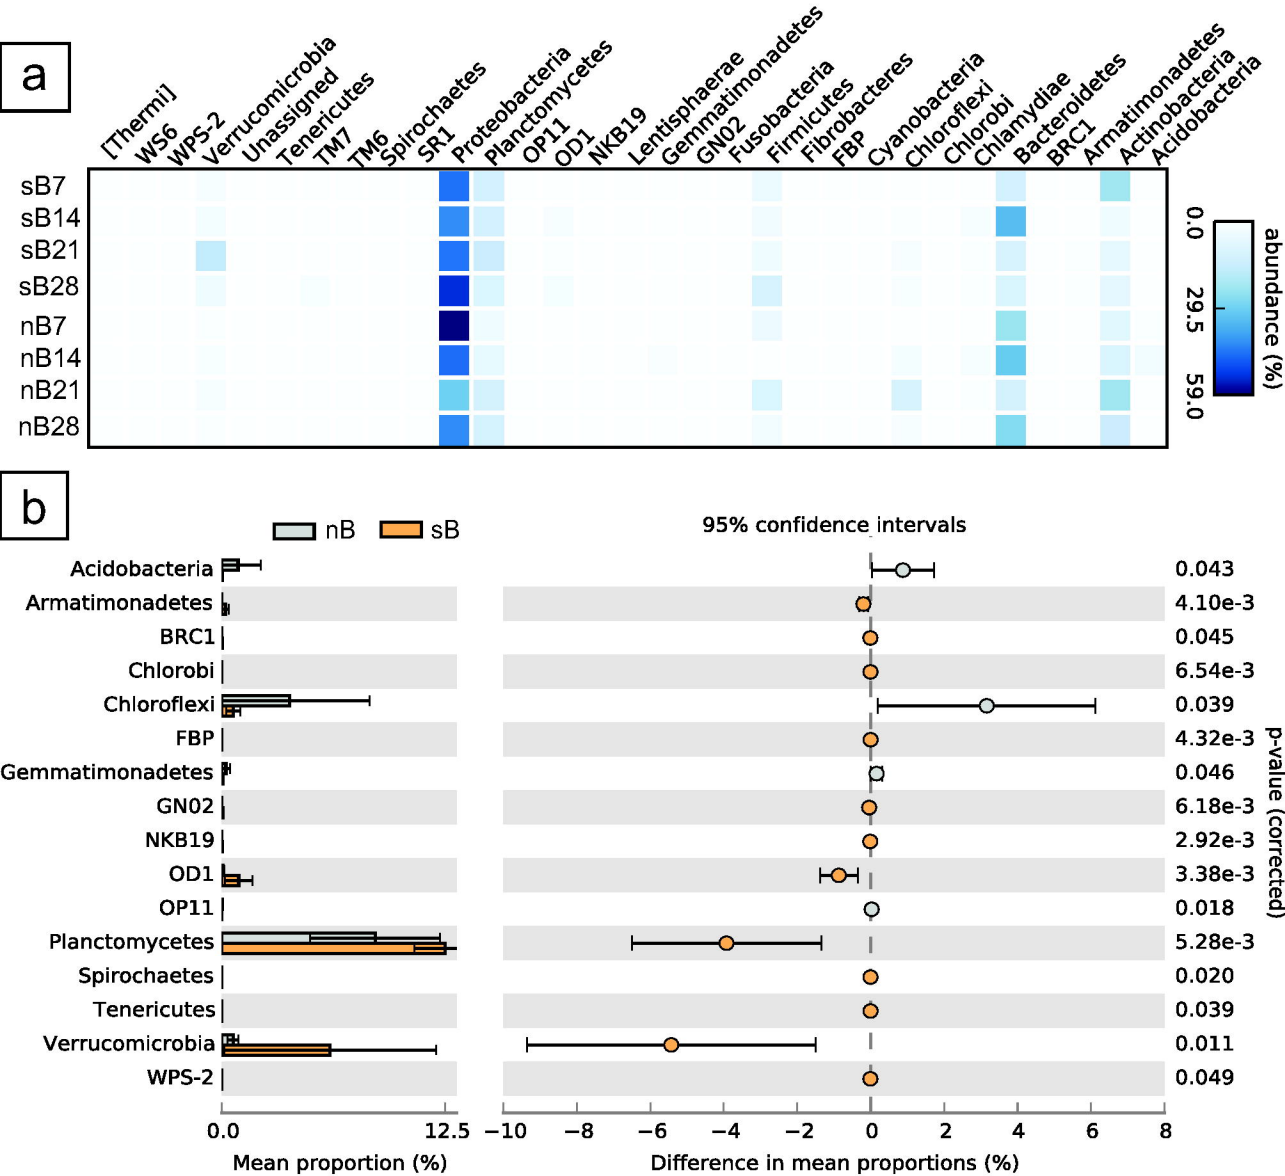 a
[Thermi]
WS6
WPS-2
Verrucomicrobia
Unassigned
Tenericutes
TM7
TM6
Spirochaetes
SR1
Proteobacteria
Planctomycetes
OP11
OD1
NKB19
Lentisphaerae
Gemmatimonadetes
GN02
Fusobacteria
Firmicutes
Fibrobacteres
FBP
Cyanobacteria
Chloroflexi
Chlorobi
Chlamydiae
Bacteroidetes
BRC1
Armatimonadetes
Actinobacteria
Acidobacteria
sB7
sB14
sB21
sB28
nB7
nB14
nB21
nB28
0.0
29.5
59.0
abundance (%)
b
nB
sB
95% confidence intervals
Acidobacteria 0.043
Armatimonadetes 4.10e-3
BRC1 0.045
Chlorobi 6.54e-3
Chloroflexi 0.039
FBP 4.32e-3
Gemmatimonadetes 0.046
GN02 6.18e-3
NKB19 2.92e-3
OD1 3.38e-3
OP11 0.018
Planctomycetes 5.28e-3
Spirochaetes 0.020
Tenericutes 0.039
Verrucomicrobia 0.011
WPS-2 0.049
p-value (corrected)
0.0 12.5 −10 −8 −6 −4 −2 0 2 4 6 8
Mean proportion (%) Difference in mean proportions (%)